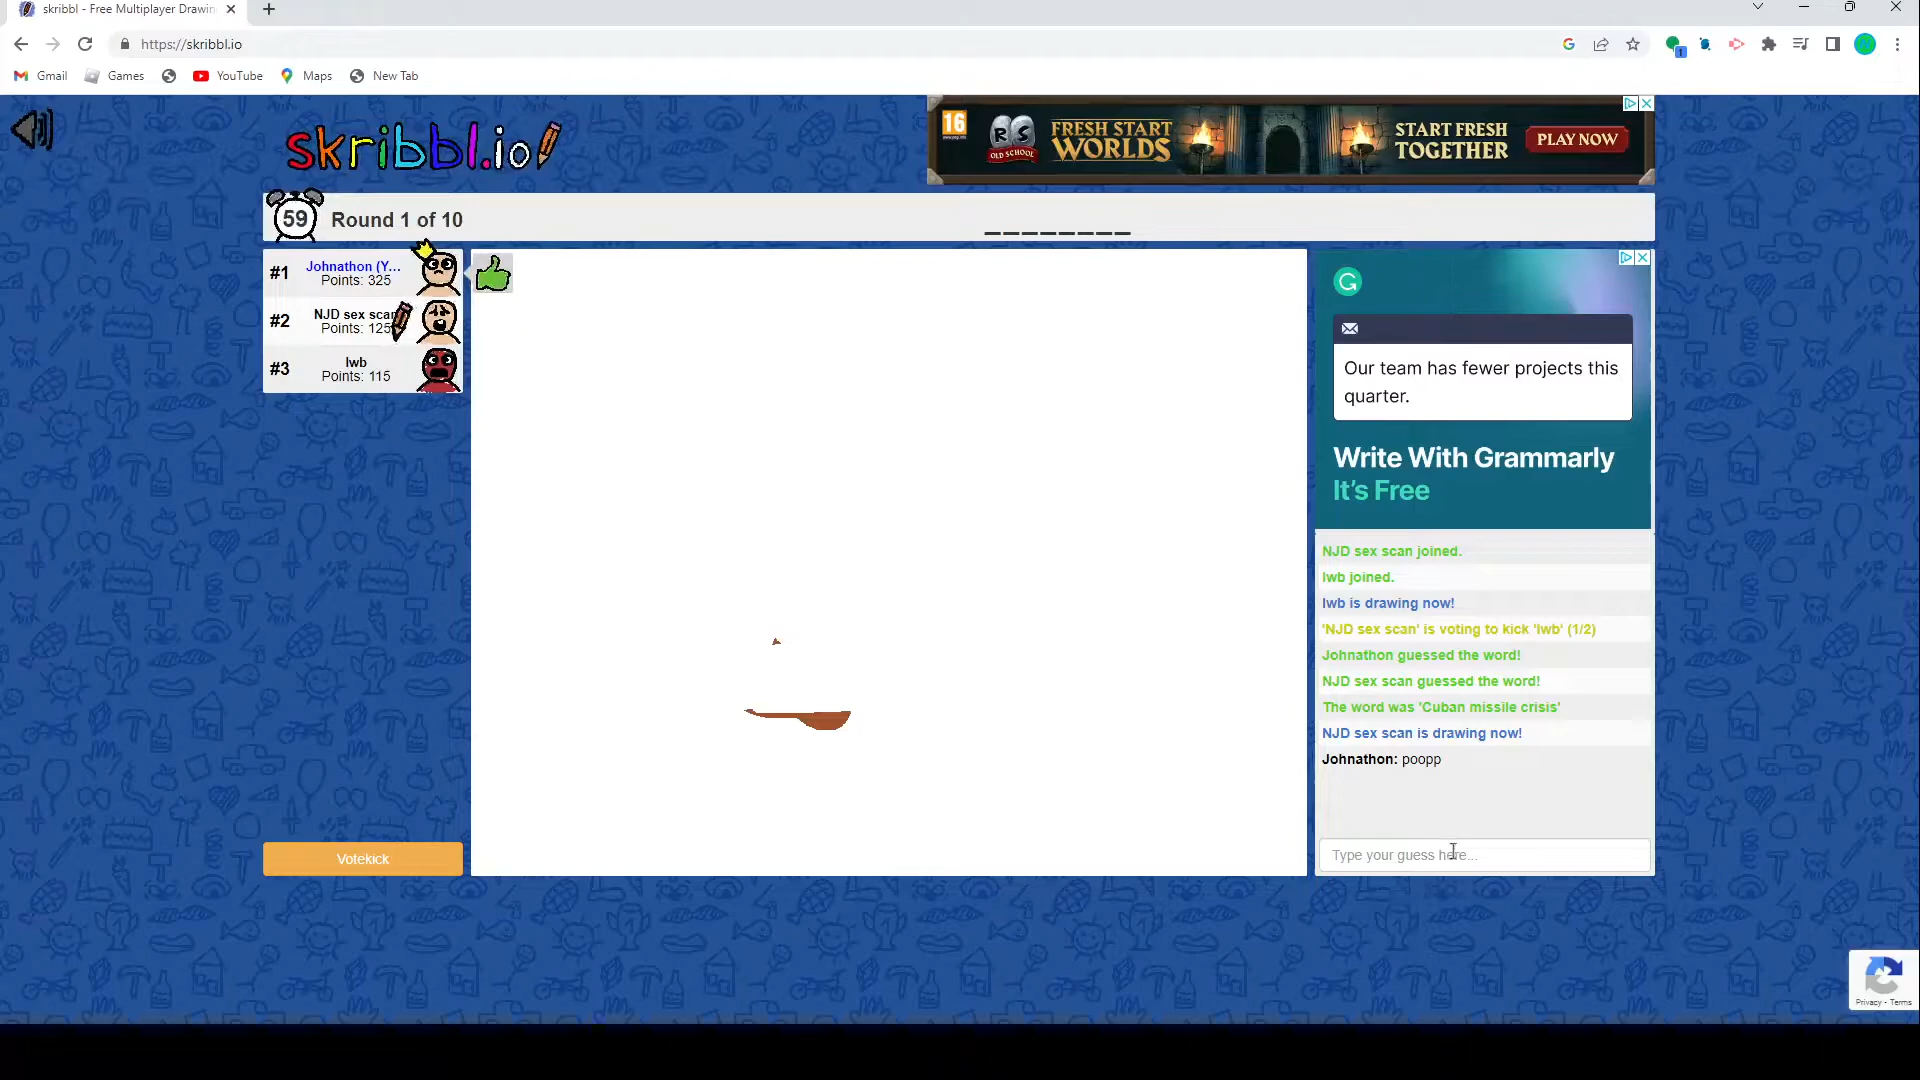 skribbl - Free Multiplayer Drawin
https://skribbl.io
1
Gmail
Games
YouTube
Maps
New Tab
skribbl.io
16
RS
OLD SCHOOL
FRESH START
WORLDS
START FRESH
TOGETHER
PLAY NOW
59
Round 1 of 10
________
#1
Johnathon (Y...
Points: 325
#2
NJD sex scan
Points: 125
#3
lwb
Points: 115
Our team has fewer projects this
quarter.
Write With Grammarly
It's Free
NJD sex scan joined.
lwb joined.
lwb is drawing now!
'NJD sex scan' is voting to kick 'lwb' (1/2)
Johnathon guessed the word!
NJD sex scan guessed the word!
The word was 'Cuban missile crisis'
NJD sex scan is drawing now!
Johnathon: poopp
Type your guess here...
Votekick
Privacy - Terms